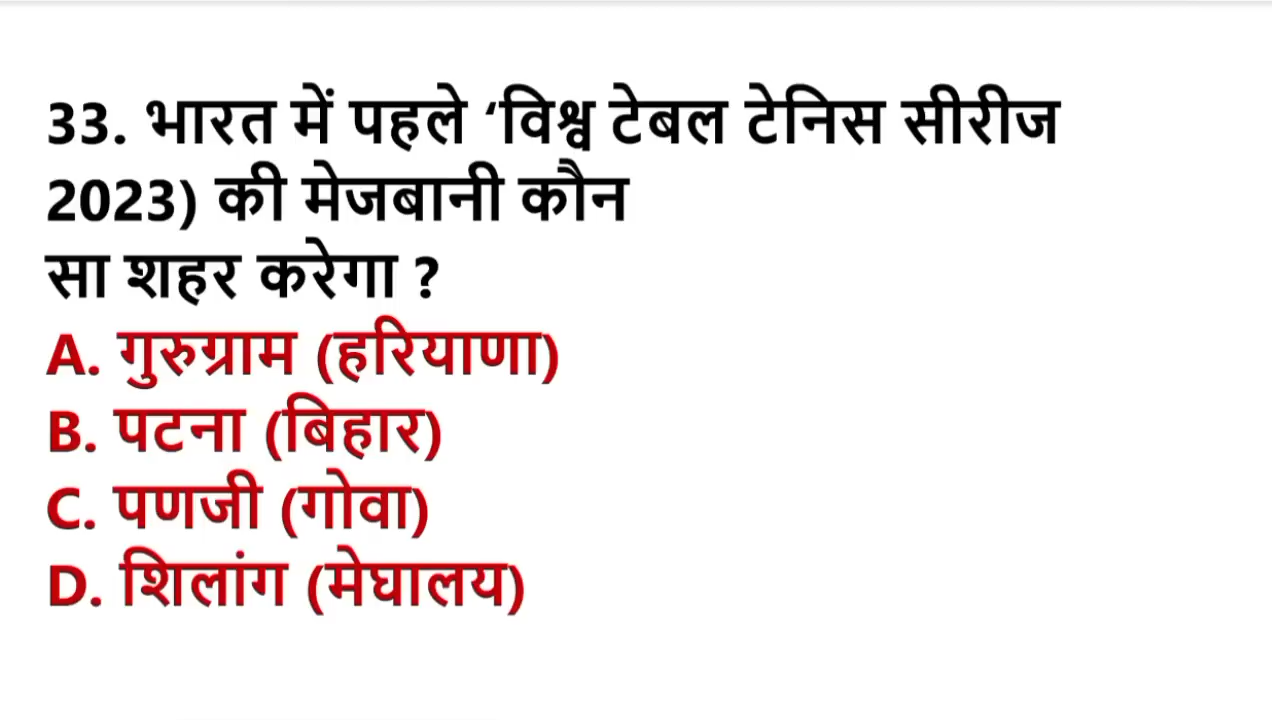 33. भारत में पहले ‘विश्व टेबल टेनिस सीरीज
2023) की मेजबानी कौन
सा शहर करेगा ?
A. गुरुग्राम (हरियाणा)
B. पटना (बिहार)
C. पणजी (गोवा)
D. शिलांग (मेघालय)